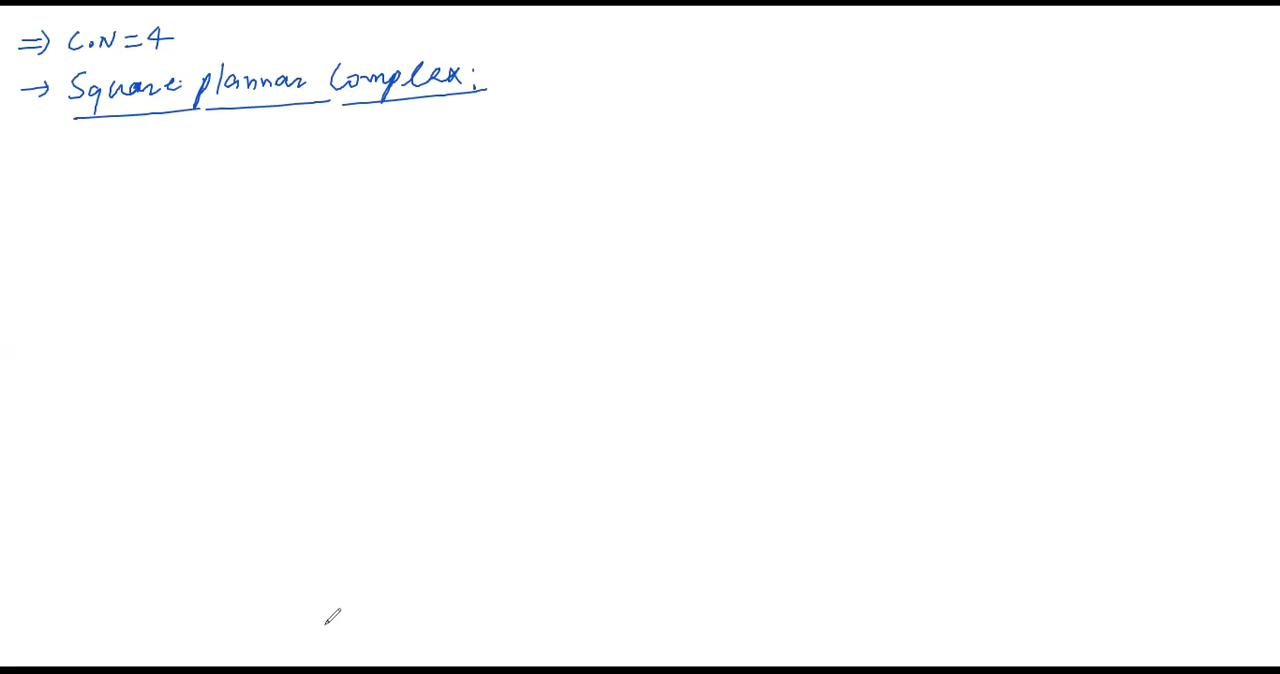 ⇒ C.N = 4
→ Square plannar Complex: